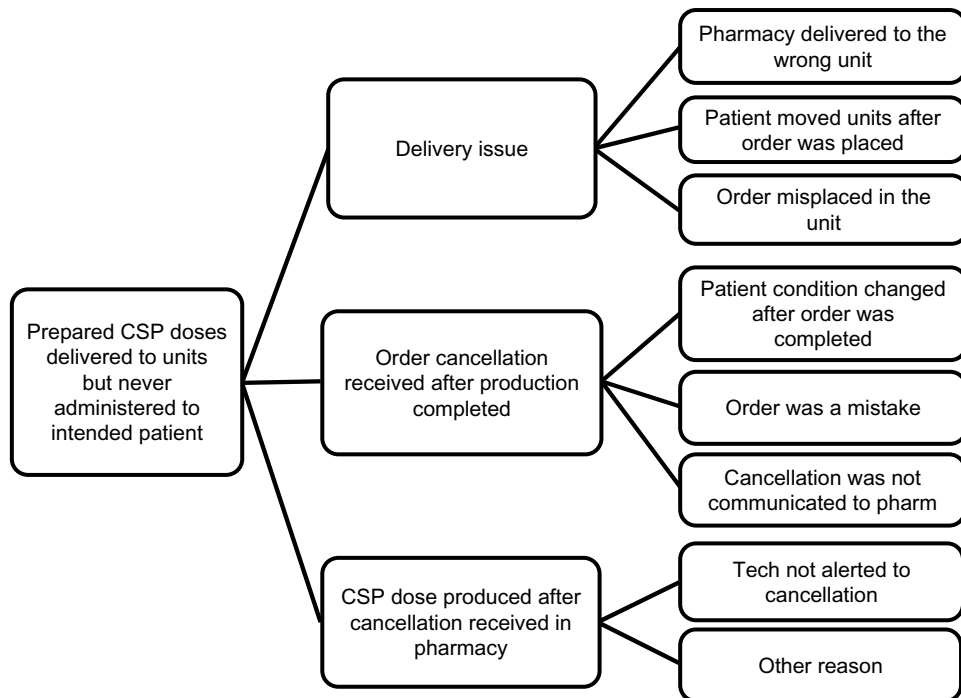 Prepared CSP doses
delivered to units
but never
administered to
intended patient
Delivery issue
Pharmacy delivered to the
wrong unit
Patient moved units after
order was placed
Order misplaced in the
unit
Order cancellation
received after production
completed
Patient condition changed
after order was
completed
Order was a mistake
Cancellation was not
communicated to pharm
CSP dose produced after
cancellation received in
pharmacy
Tech not alerted to
cancellation
Other reason